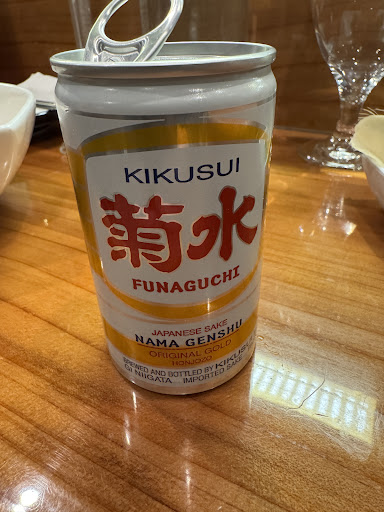 KIKUSUI
菊水
FUNAGUCHI
JAPANESE SAKE
NAMA GENSHU
ORIGINAL GOLD
HONJOZO
BREWED AND BOTTLED BY KIKUSUI
OF NIIGATA IMPORTED SAKE